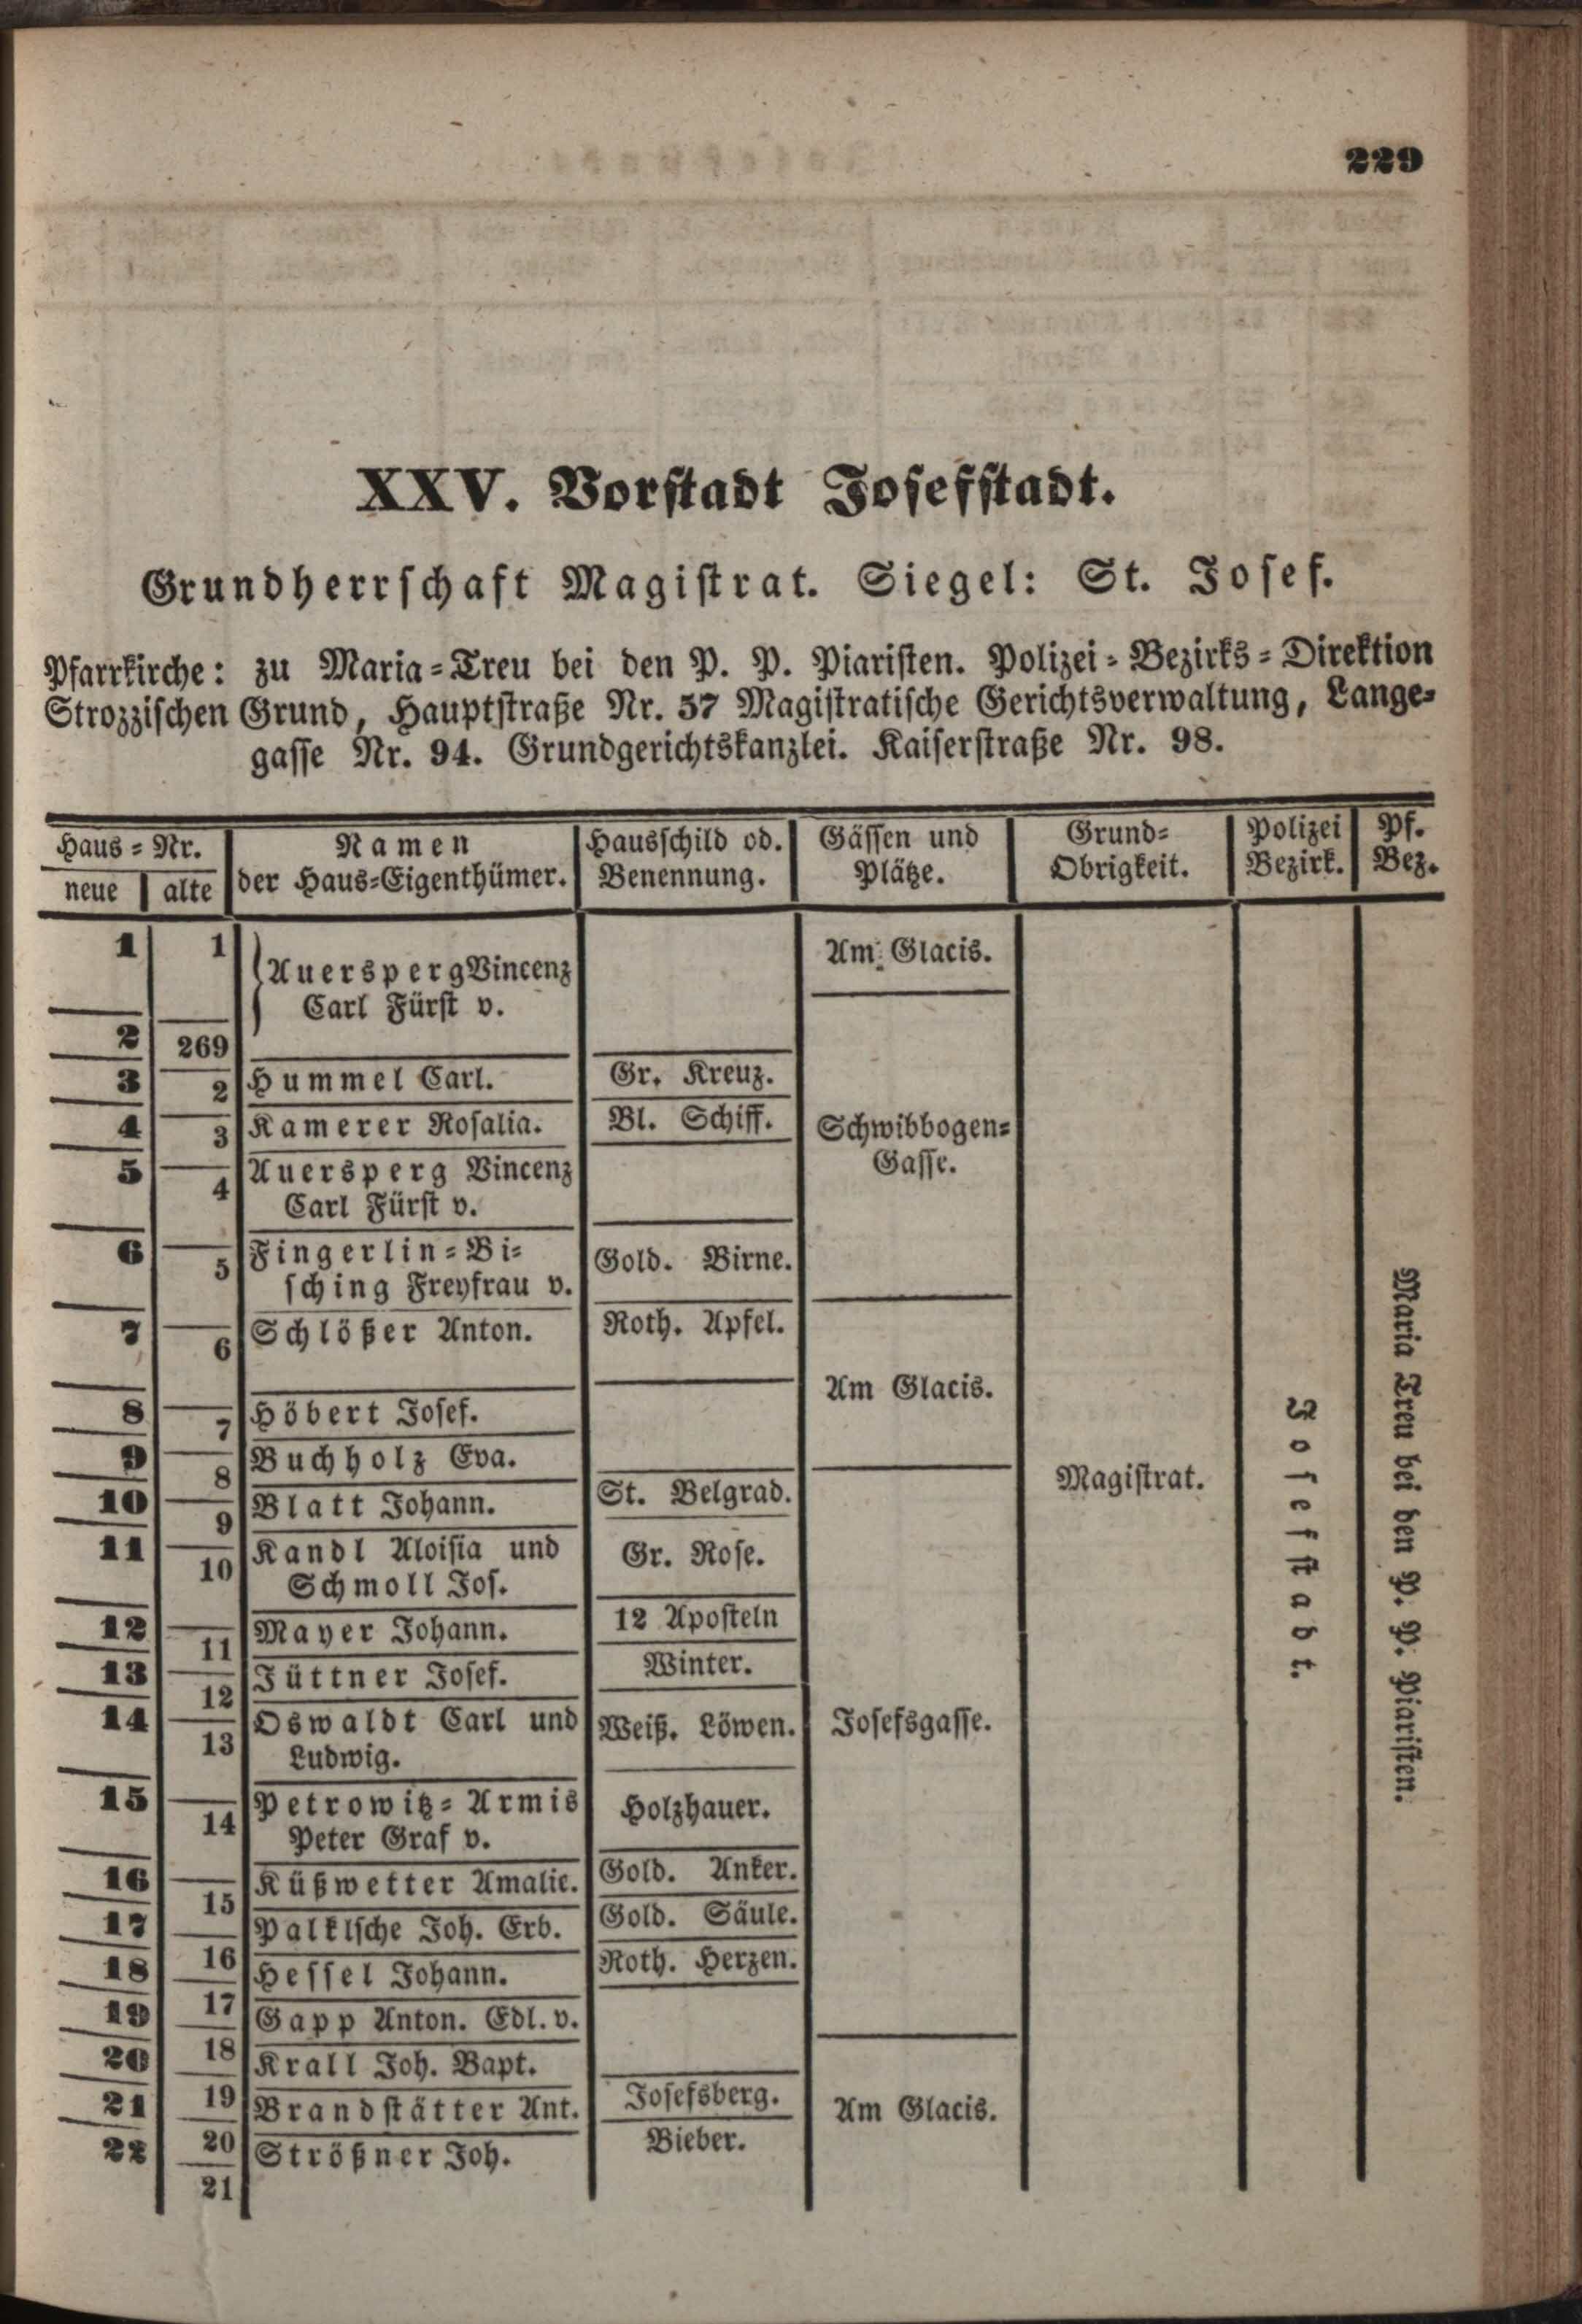 229
XXV. Vorstadt Josefstadt.
Grundherrschaft Magistrat. Siegel: St. Josef.
Pfarrkirche: zu Maria=Treu bei den P. P. Piaristen. Polizei=Bezirks=Direktion
Strozzischen Grund, Hauptstraße Nr. 57 Magistratische Gerichtsverwaltung, Lange=
gasse Nr. 94. Grundgerichtskanzlei. Kaiserstraße Nr. 98.
Haus=Nr. Namen Hausschild od. Gässen und Grund= Polizei Pf.
neue alte der Haus=Eigenthümer. Benennung. Plätze. Obrigkeit. Bezirk. Bez.
1 1 Auersperg Vincenz Am Glacis.
Carl Fürst v.
2 269
3 2 Hummel Carl. Gr. Kreuz.
4 3 Kamerer Rosalia. Bl. Schiff. Schwibbogen=
Gasse.
5 4 Auersperg Vincenz
Carl Fürst v.
6 5 Fingerlin=Bi= Gold. Birne.
sching Freyfrau v.
7 6 Schlößer Anton. Roth. Apfel.
Am Glacis.
8 7 Höbert Josef.
9 8 Buchholz Eva.
10 9 Blatt Johann. St. Belgrad. Magistrat.
11 10 Kandl Aloisia und Gr. Rose.
Schmoll Jos.
12 11 Mayer Johann. 12 Aposteln
13 12 Jüttner Josef. Winter.
14 13 Oswaldt Carl und Weiß. Löwen. Josefsgasse.
Ludwig.
15 14 Petrowitz=Armis Holzhauer.
Peter Graf v.
16 15 Küßwetter Amalie. Gold. Anker.
17 16 Palklsche Joh. Erb. Gold. Säule.
18 17 Hessel Johann. Roth. Herzen.
19 18 Gapp Anton. Edl. v.
20 19 Krall Joh. Bapt.
21 20 Brandstätter Ant. Josefsberg. Am Glacis.
22 21 Strößner Joh. Bieber.
Josefstadt.
Maria Treu bei den P. P. Piaristen.